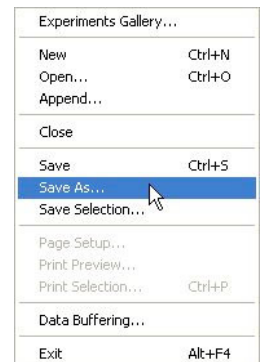 Experiments Gallery...
New Ctrl+N
Open... Ctrl+O
Append...
Close
Save Ctrl+S
Save As...
Save Selection...
Page Setup...
Print Preview...
Print Selection... Ctrl+P
Data Buffering...
Exit Alt+F4